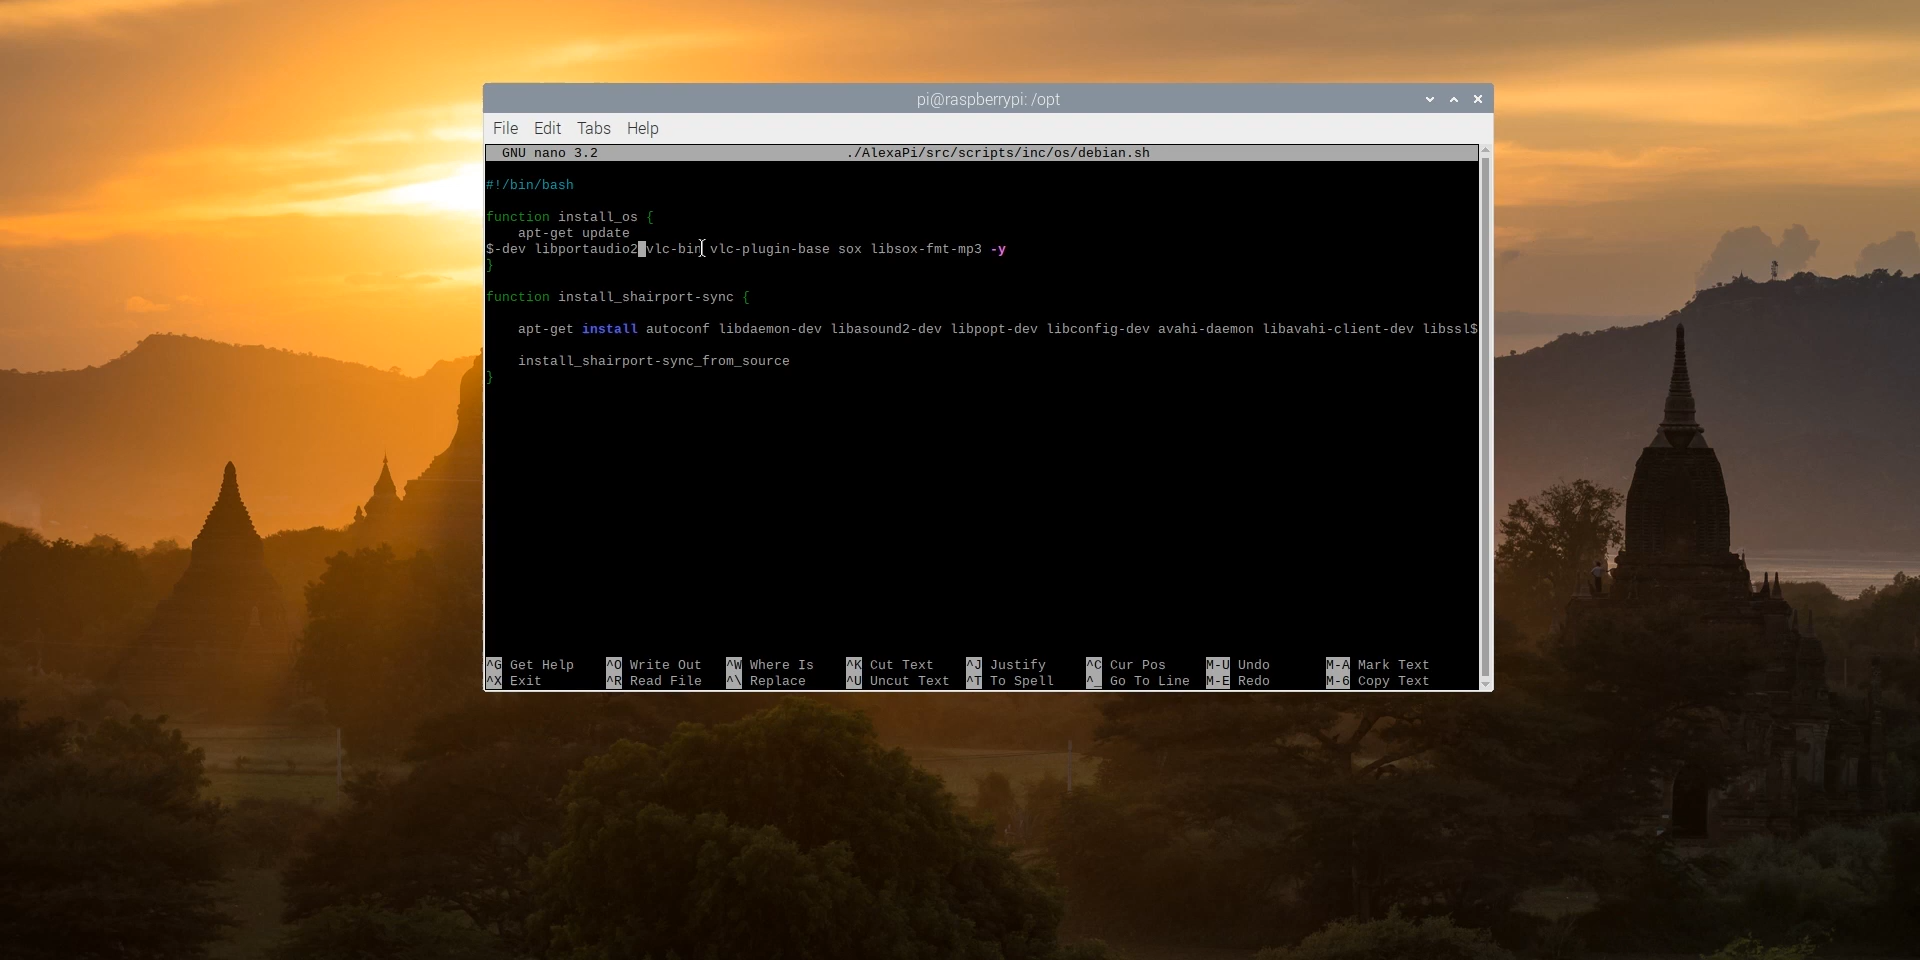 pi@raspberrypi: /opt
File Edit Tabs Help
GNU nano 3.2 ./AlexaPi/src/scripts/inc/os/debian.sh
#!/bin/bash
function install_os {
apt-get update
$-dev libportaudio2 vlc-bin vlc-plugin-base sox libsox-fmt-mp3 -y
}
function install_shairport-sync {
apt-get install autoconf libdaemon-dev libasound2-dev libpopt-dev libconfig-dev avahi-daemon libavahi-client-dev libssl$
install_shairport-sync_from_source
}
^G Get Help ^O Write Out ^W Where Is ^K Cut Text ^J Justify ^C Cur Pos M-U Undo M-A Mark Text
^X Exit ^R Read File ^\ Replace ^U Uncut Text ^T To Spell ^_ Go To Line M-E Redo M-6 Copy Text